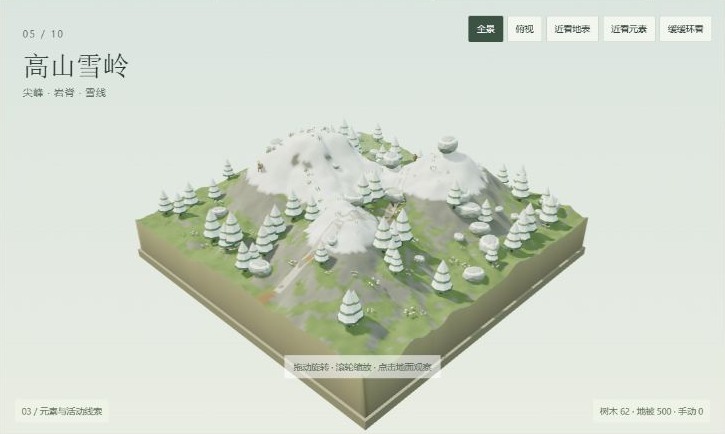 05 / 10
高山雪岭
尖峰 · 岩脊 · 雪线
全景
俯视
近看地表
近看元素
缓缓环看
拖动旋转 · 滚轮缩放 · 点击地面观察
03 / 元素与活动线索
树木 62 · 地被 500 · 手动 0